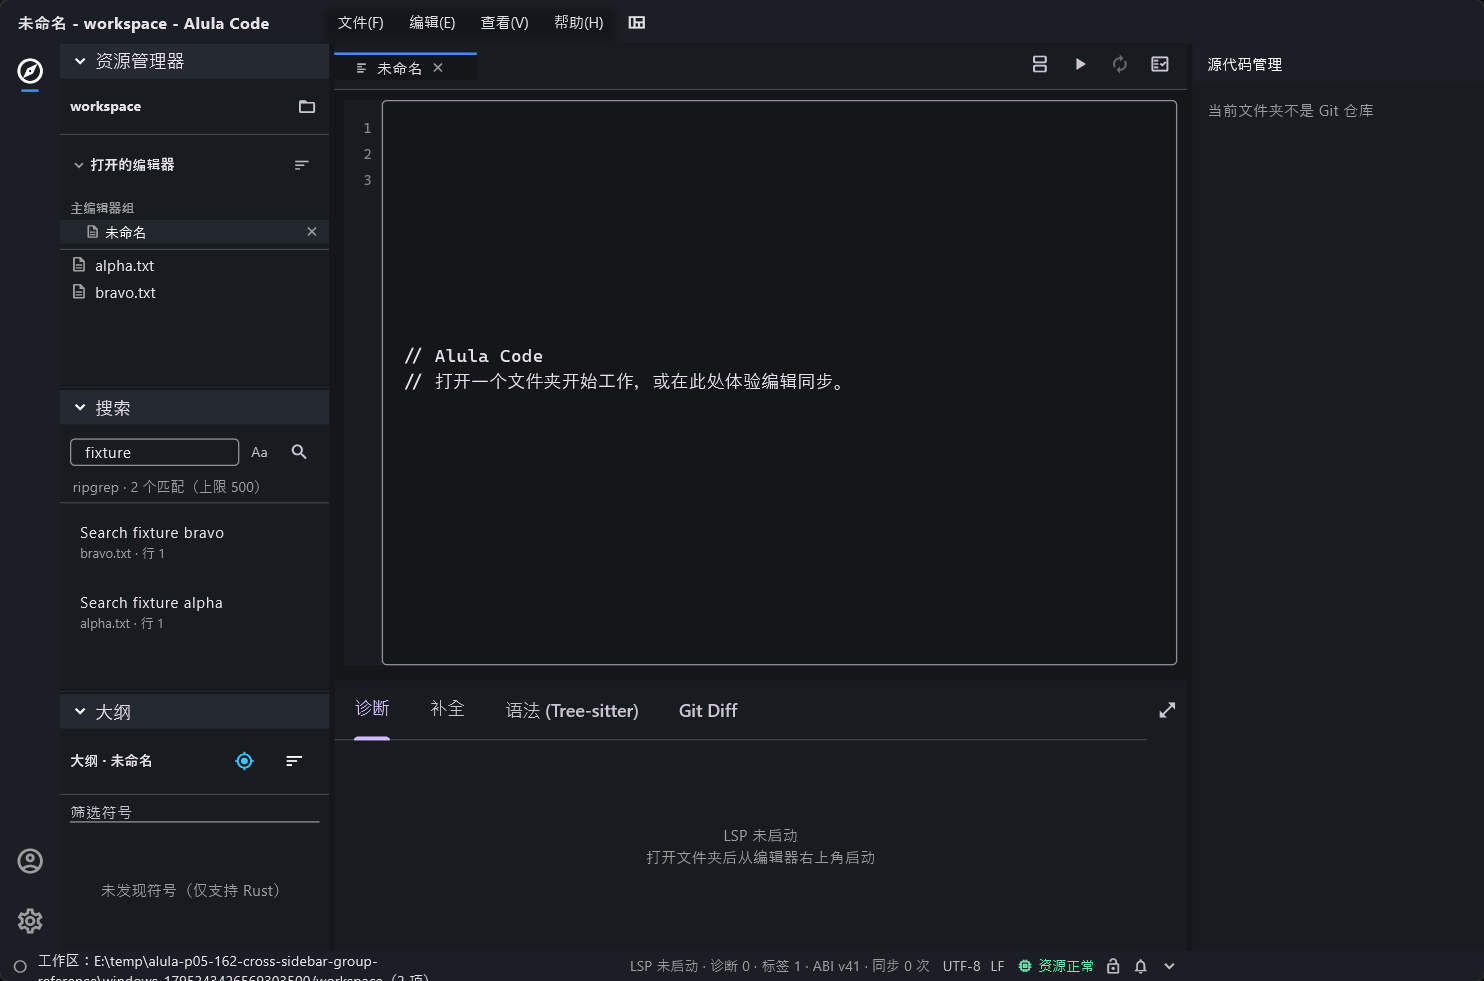 未命名 - workspace - Alula Code
文件(F) 编辑(E) 查看(V) 帮助(H)
资源管理器
workspace
打开的编辑器
主编辑器组
未命名
alpha.txt
bravo.txt
搜索
fixture Aa
ripgrep · 2 个匹配（上限 500）
Search fixture bravo
bravo.txt · 行 1
Search fixture alpha
alpha.txt · 行 1
大纲
大纲 · 未命名
筛选符号
未发现符号（仅支持 Rust）
未命名
1
2
3
// Alula Code
// 打开一个文件夹开始工作，或在此处体验编辑同步。
诊断 补全 语法 (Tree-sitter) Git Diff
LSP 未启动
打开文件夹后从编辑器右上角启动
源代码管理
当前文件夹不是 Git 仓库
工作区：E:\temp\alula-p05-162-cross-sidebar-group-
reference\windows-1795243426569303500/workspace（2 项）
LSP 未启动 · 诊断 0 · 标签 1 · ABI v41 · 同步 0 次 UTF-8 LF 资源正常